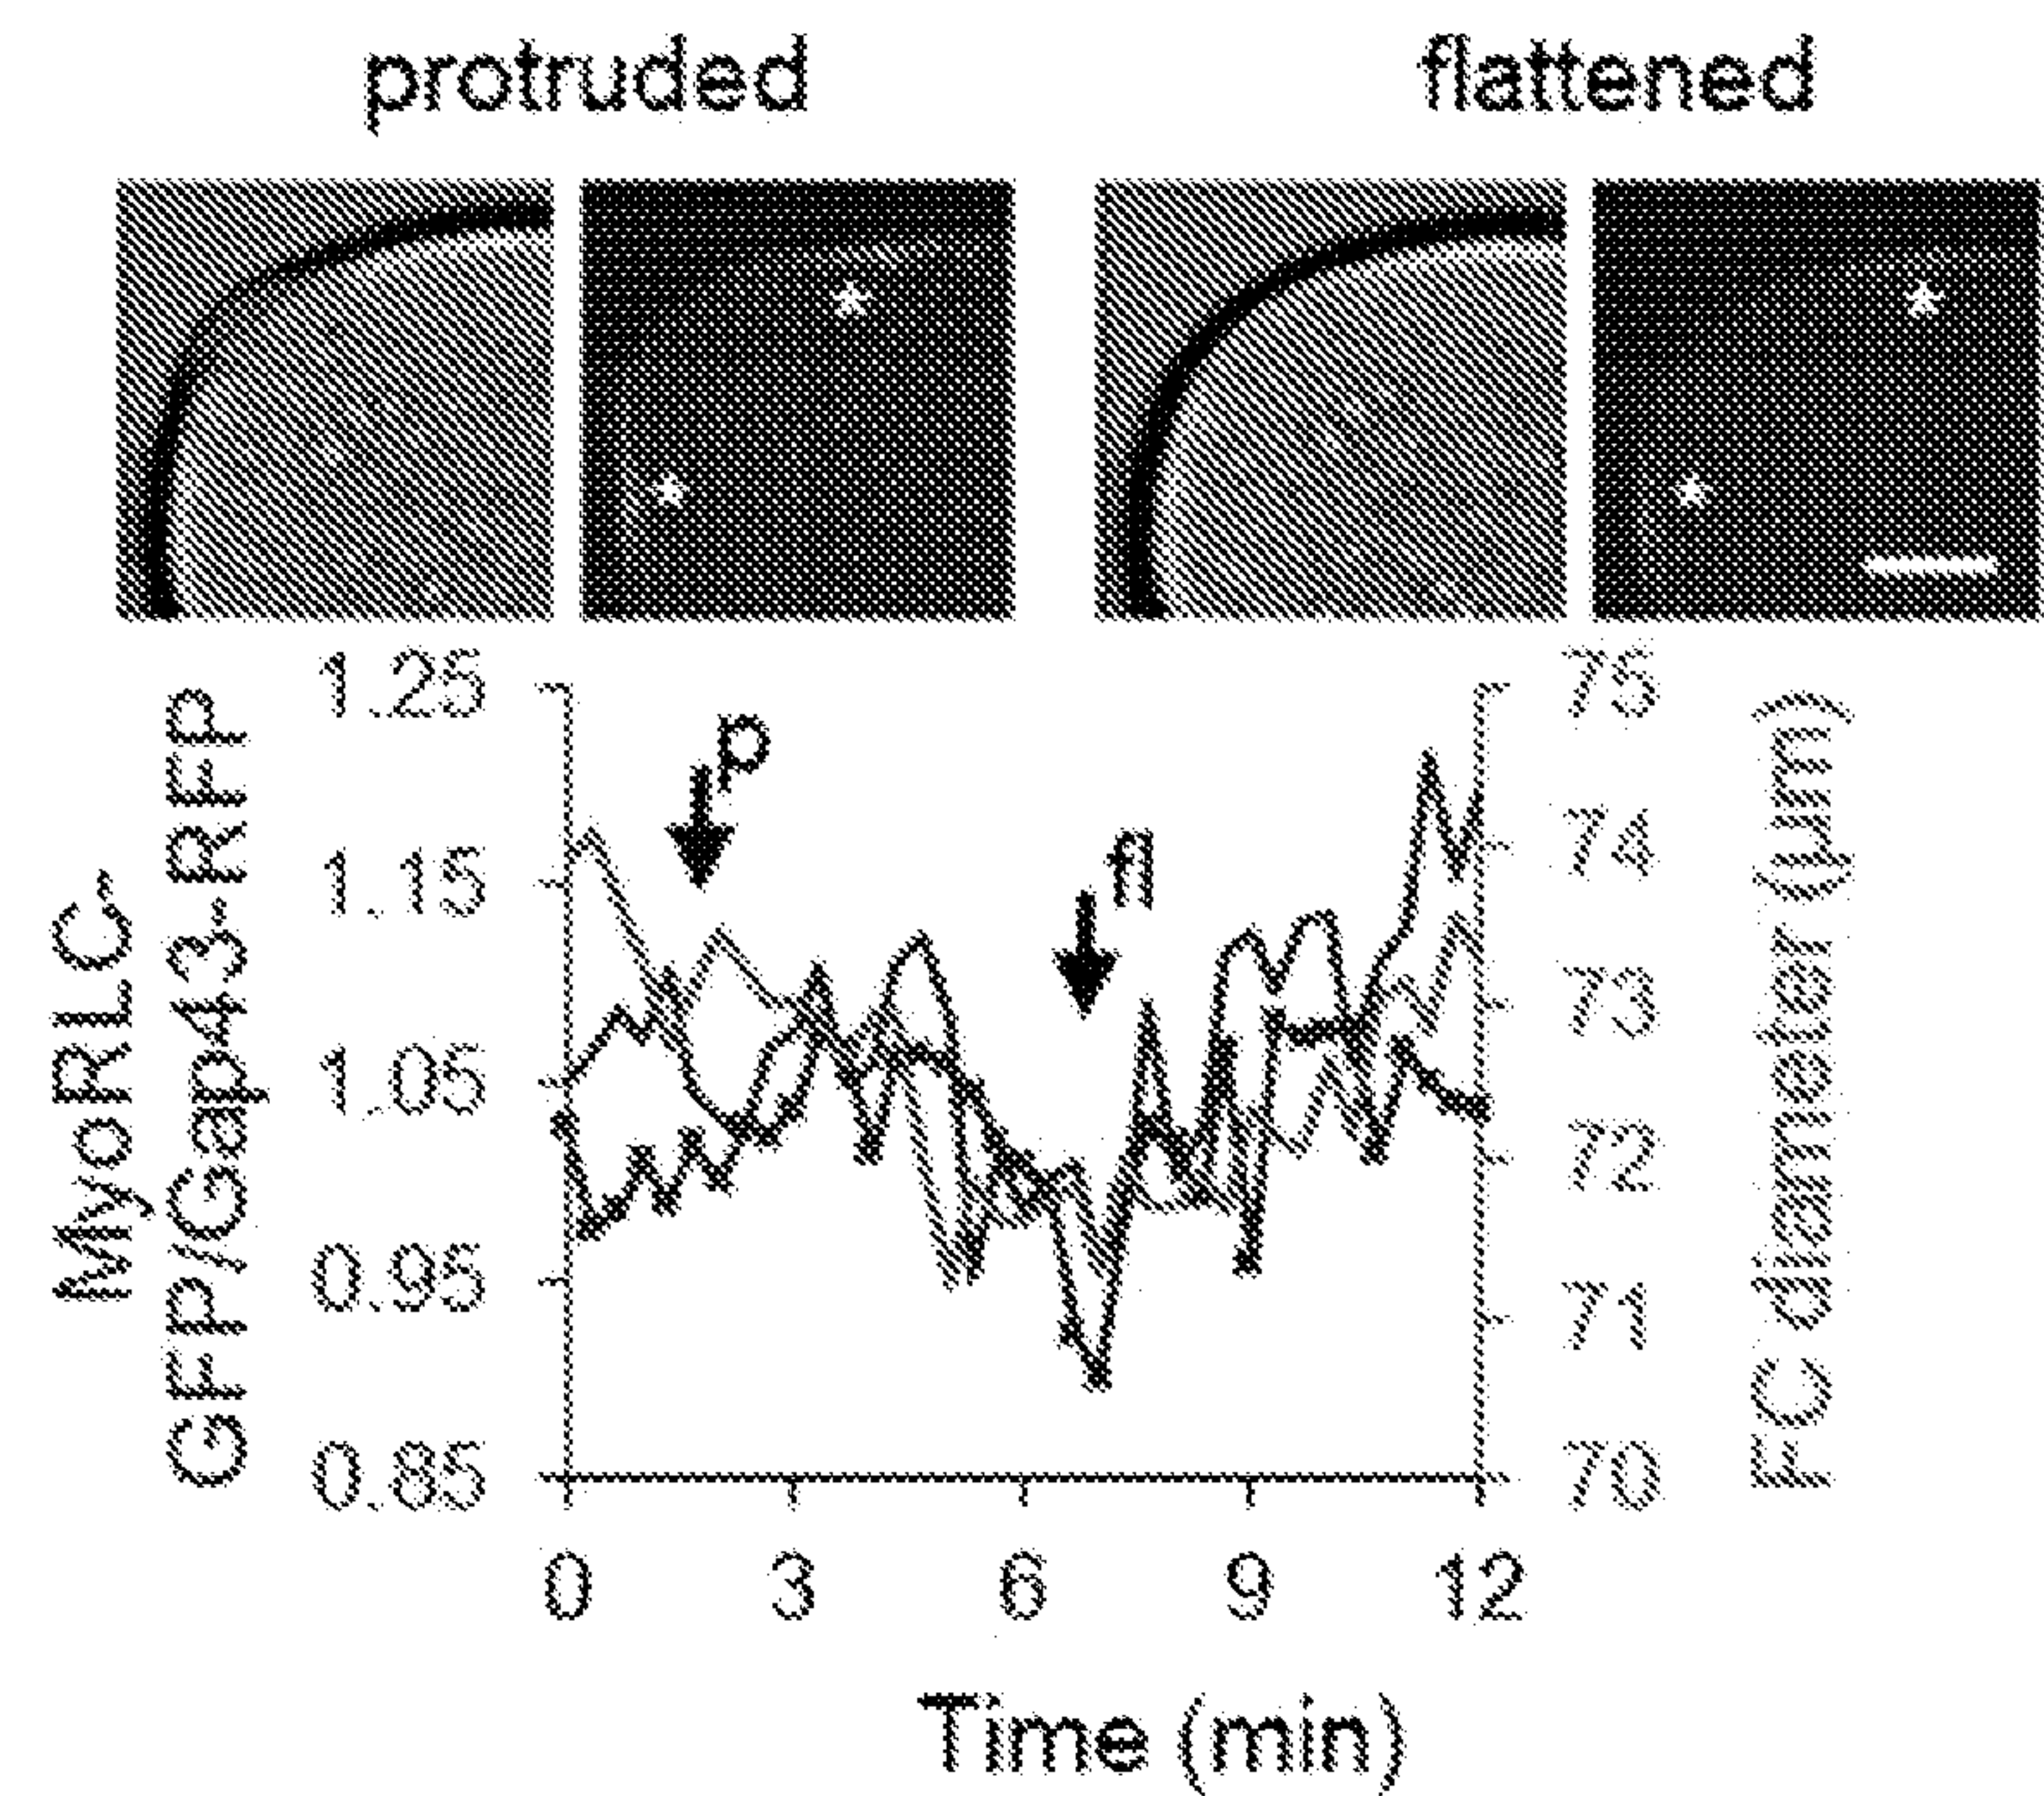 protruded
flattened
*
*
*
*
MyoRLC-
GFP/Gap43-RFP
1.25
1.15
1.05
0.95
0.85
p
fl
75
74
73
72
71
70
FC diameter (µm)
0 3 6 9 12
Time (min)